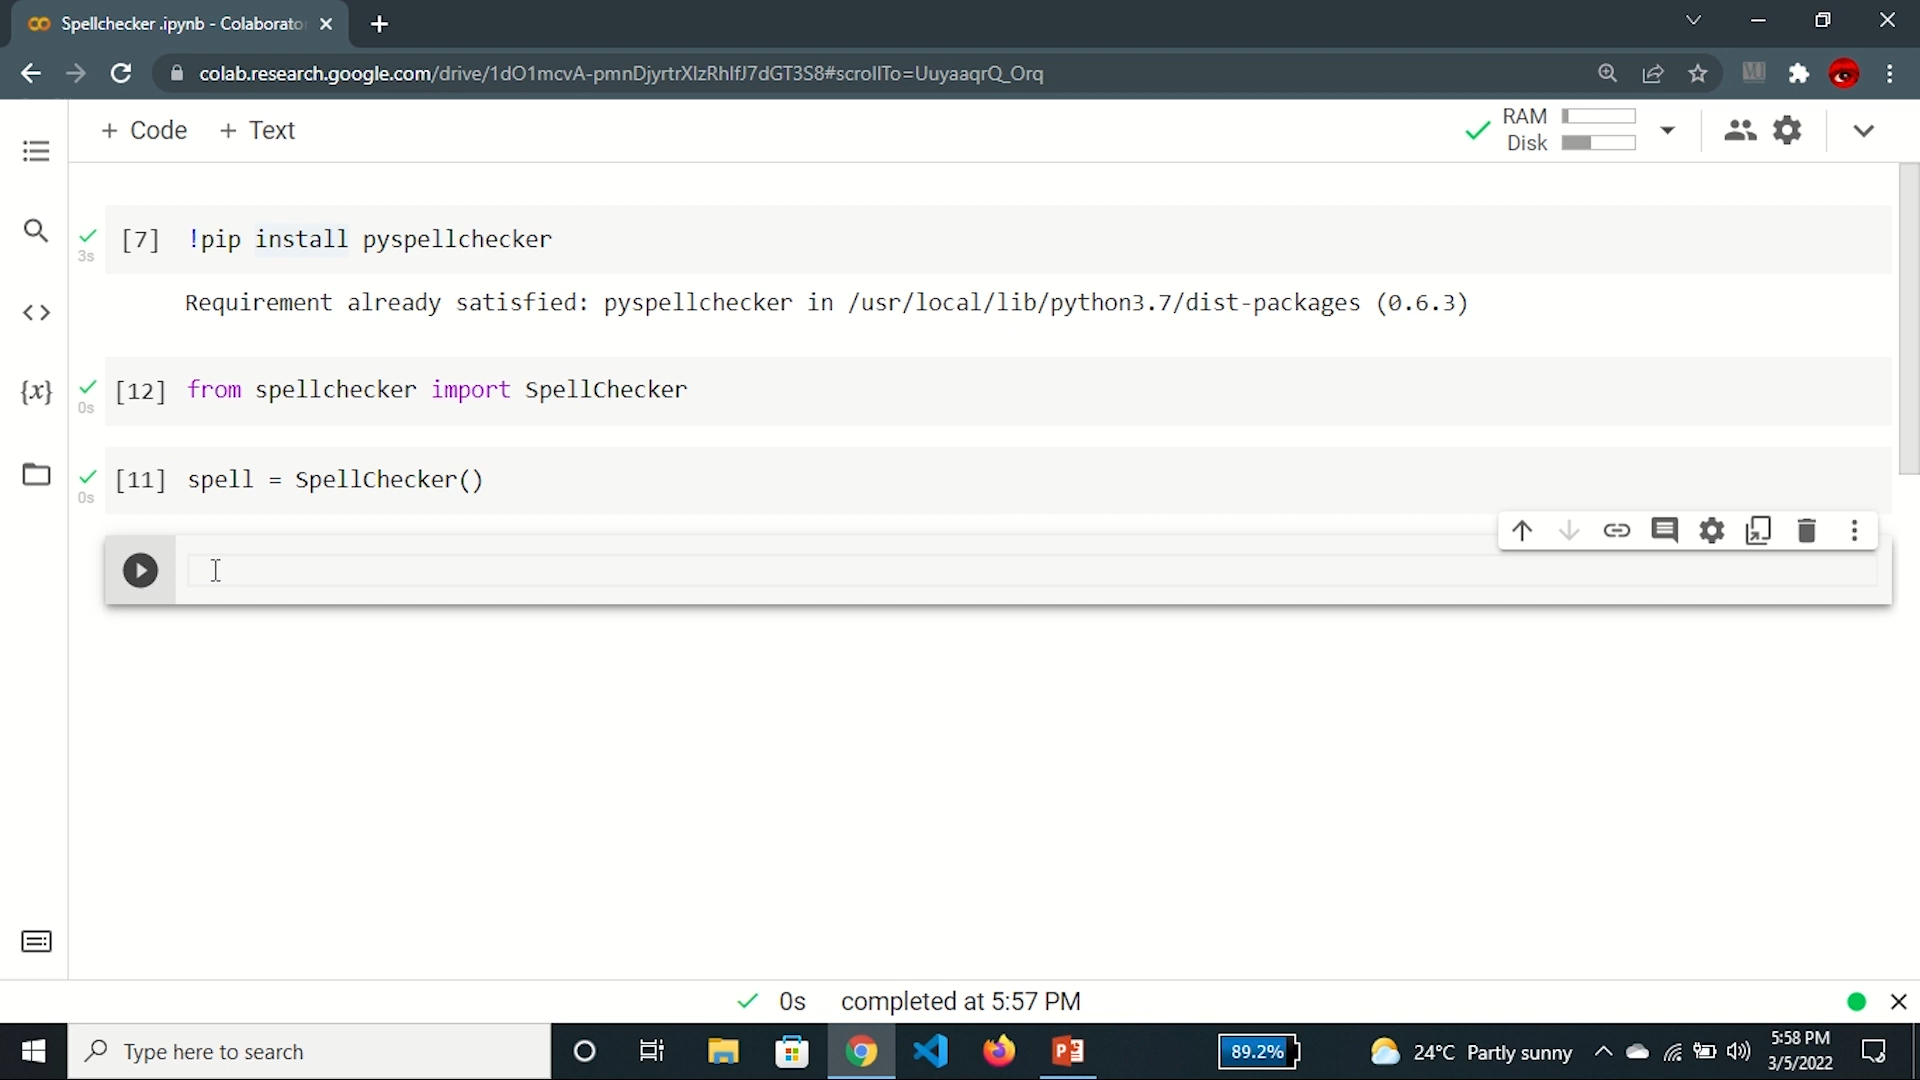 Spellchecker .ipynb - Colaborato
colab.research.google.com/drive/1dO1mcvA-pmnDjyrtrXIzRhIfJ7dGT3S8#scrollTo=UuyaaqrQ_Orq
+ Code + Text
RAM
Disk
[7] !pip install pyspellchecker
3s
Requirement already satisfied: pyspellchecker in /usr/local/lib/python3.7/dist-packages (0.6.3)
{x}
[12] from spellchecker import SpellChecker
0s
[11] spell = SpellChecker()
0s
0s completed at 5:57 PM
Type here to search
89.2%
24°C Partly sunny
5:58 PM
3/5/2022